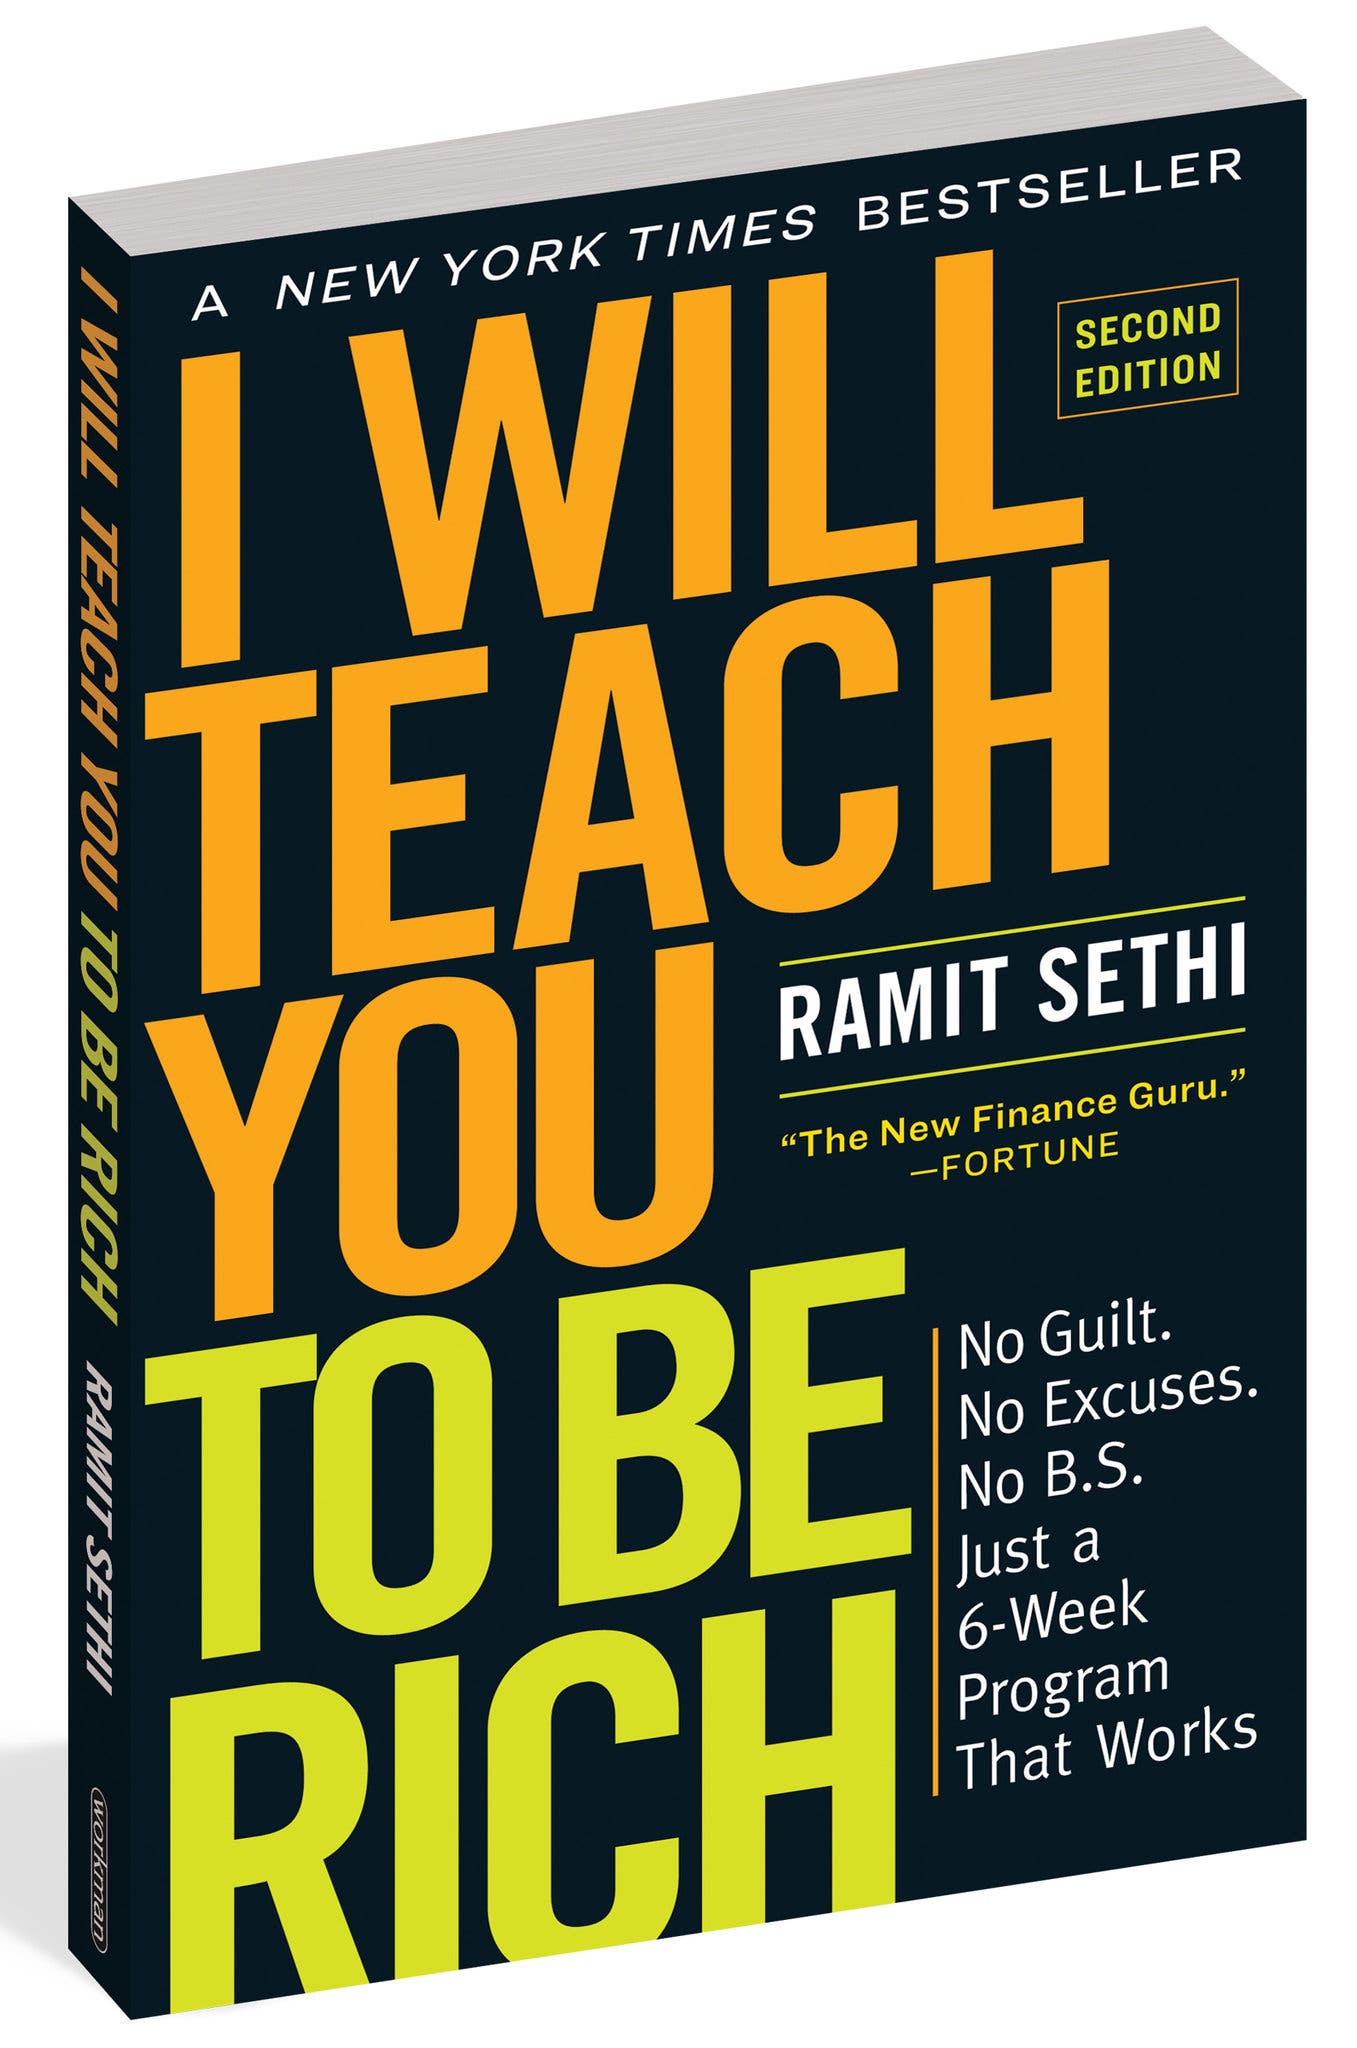 A NEW YORK TIMES BESTSELLER
I WILL
TEACH
YOU
TO BE
RICH
SECOND
EDITION
RAMIT SETHI
“The New Finance Guru.”
—FORTUNE
No Guilt.
No Excuses.
No B.S.
Just a
6-Week
Program
That Works
I WILL TEACH YOU TO BE RICH RAMIT SETHI
workman